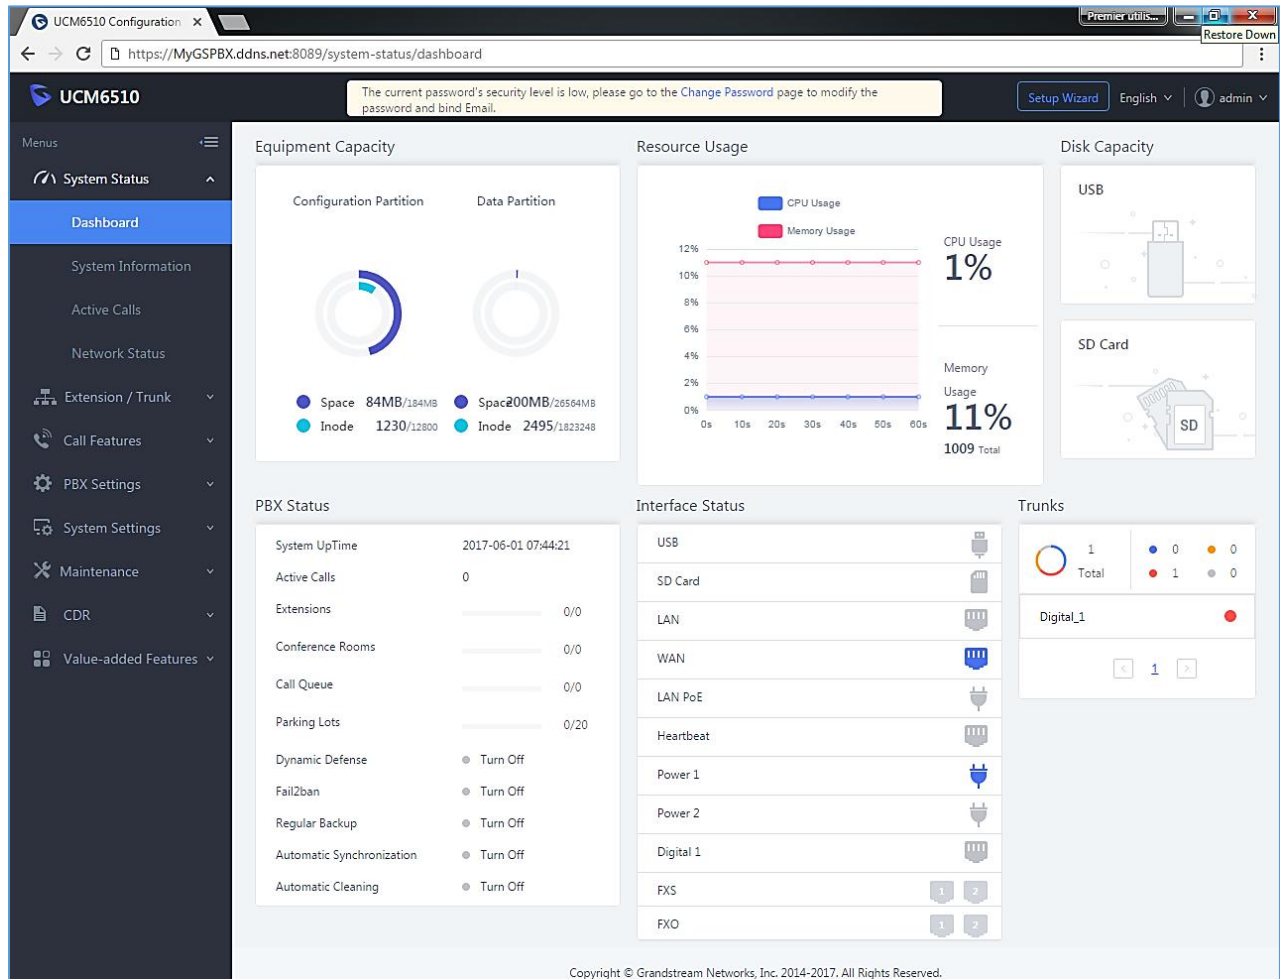 UCM6510 Configuration
Premier utilis...
Restore Down
https://MyGSPBX.ddns.net:8089/system-status/dashboard
UCM6510
The current password's security level is low, please go to the Change Password page to modify the
password and bind Email.
Setup Wizard
English
admin
Menus
System Status
Dashboard
System Information
Active Calls
Network Status
Extension / Trunk
Call Features
PBX Settings
System Settings
Maintenance
CDR
Value-added Features
Equipment Capacity
Configuration Partition
Data Partition
Space 84MB/184MB
Space200MB/26564MB
Inode 1230/12800
Inode 2495/1823248
Resource Usage
CPU Usage
Memory Usage
12%
10%
8%
6%
4%
2%
0%
0s 10s 20s 30s 40s 50s 60s
CPU Usage
1%
Memory
Usage
11%
1009 Total
Disk Capacity
USB
SD Card
SD
PBX Status
System UpTime 2017-06-01 07:44:21
Active Calls 0
Extensions 0/0
Conference Rooms 0/0
Call Queue 0/0
Parking Lots 0/20
Dynamic Defense Turn Off
Fail2ban Turn Off
Regular Backup Turn Off
Automatic Synchronization Turn Off
Automatic Cleaning Turn Off
Interface Status
USB
SD Card
LAN
WAN
LAN PoE
Heartbeat
Power 1
Power 2
Digital 1
FXS 1 2
FXO 1 2
Trunks
1
Total
0 0
1 0
Digital_1
< 1 >
Copyright © Grandstream Networks, Inc. 2014-2017. All Rights Reserved.